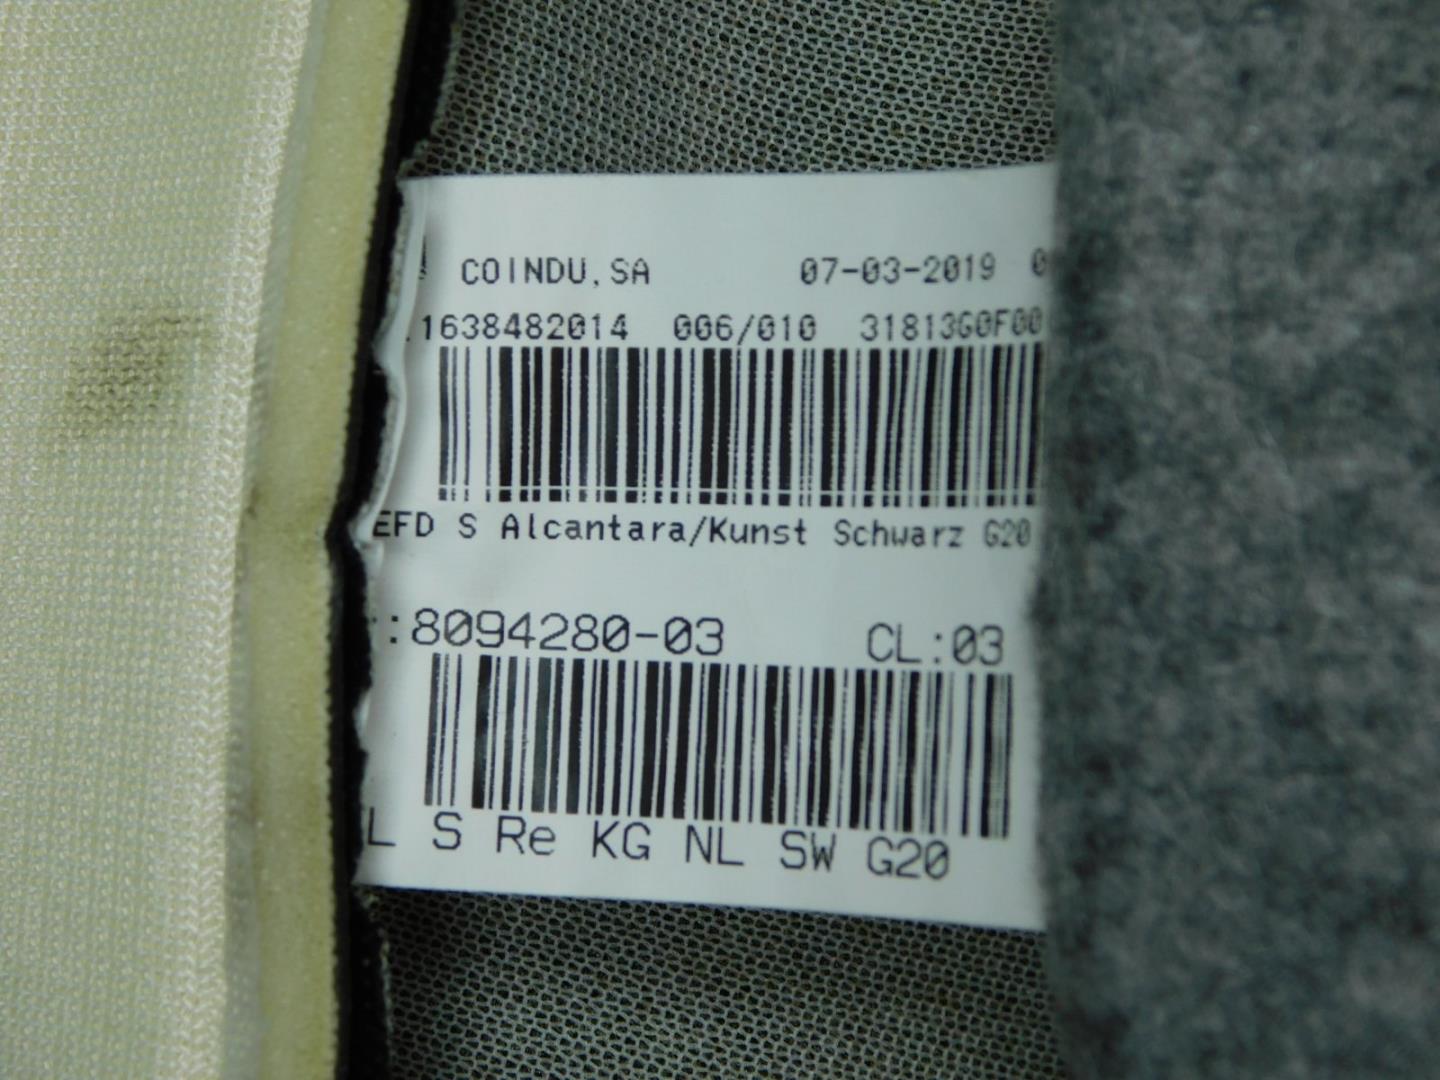 COINDU,SA 07-03-2019
1638482014 006/010 31813G0F00
EFD S Alcantara/Kunst Schwarz G20
:8094280-03 CL:03
L S Re KG NL SW G20